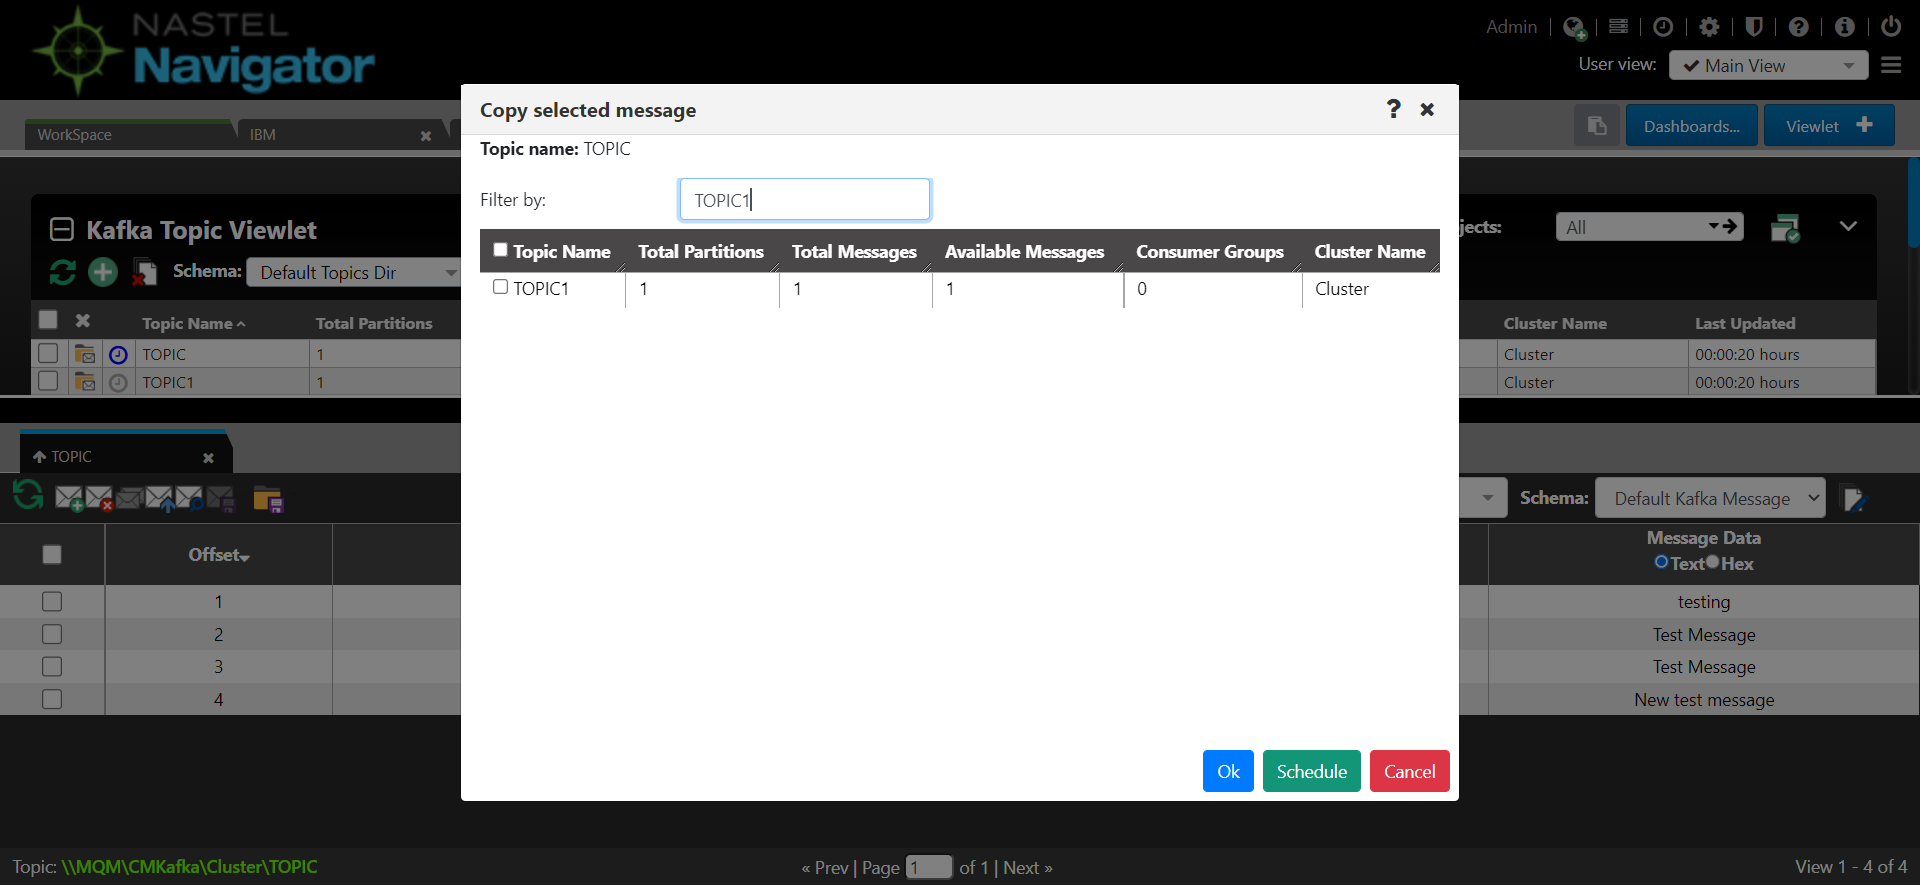 NASTEL
Navigator
Admin
User view:
Main View
WorkSpace
IBM
Dashboards...
Viewlet
Copy selected message
Topic name: TOPIC
Filter by:
TOPIC1
Topic Name Total Partitions Total Messages Available Messages Consumer Groups Cluster Name
TOPIC1 1 1 1 0 Cluster
Ok Schedule Cancel
Kafka Topic Viewlet
Schema: Default Topics Dir
jects: All
Topic Name Total Partitions Cluster Name Last Updated
TOPIC 1 Cluster 00:00:20 hours
TOPIC1 1 Cluster 00:00:20 hours
TOPIC
Schema: Default Kafka Message
Offset Message Data
Text Hex
1 testing
2 Test Message
3 Test Message
4 New test message
Topic: \\MQM\CMKafka\Cluster\TOPIC « Prev | Page 1 of 1 | Next » View 1 - 4 of 4